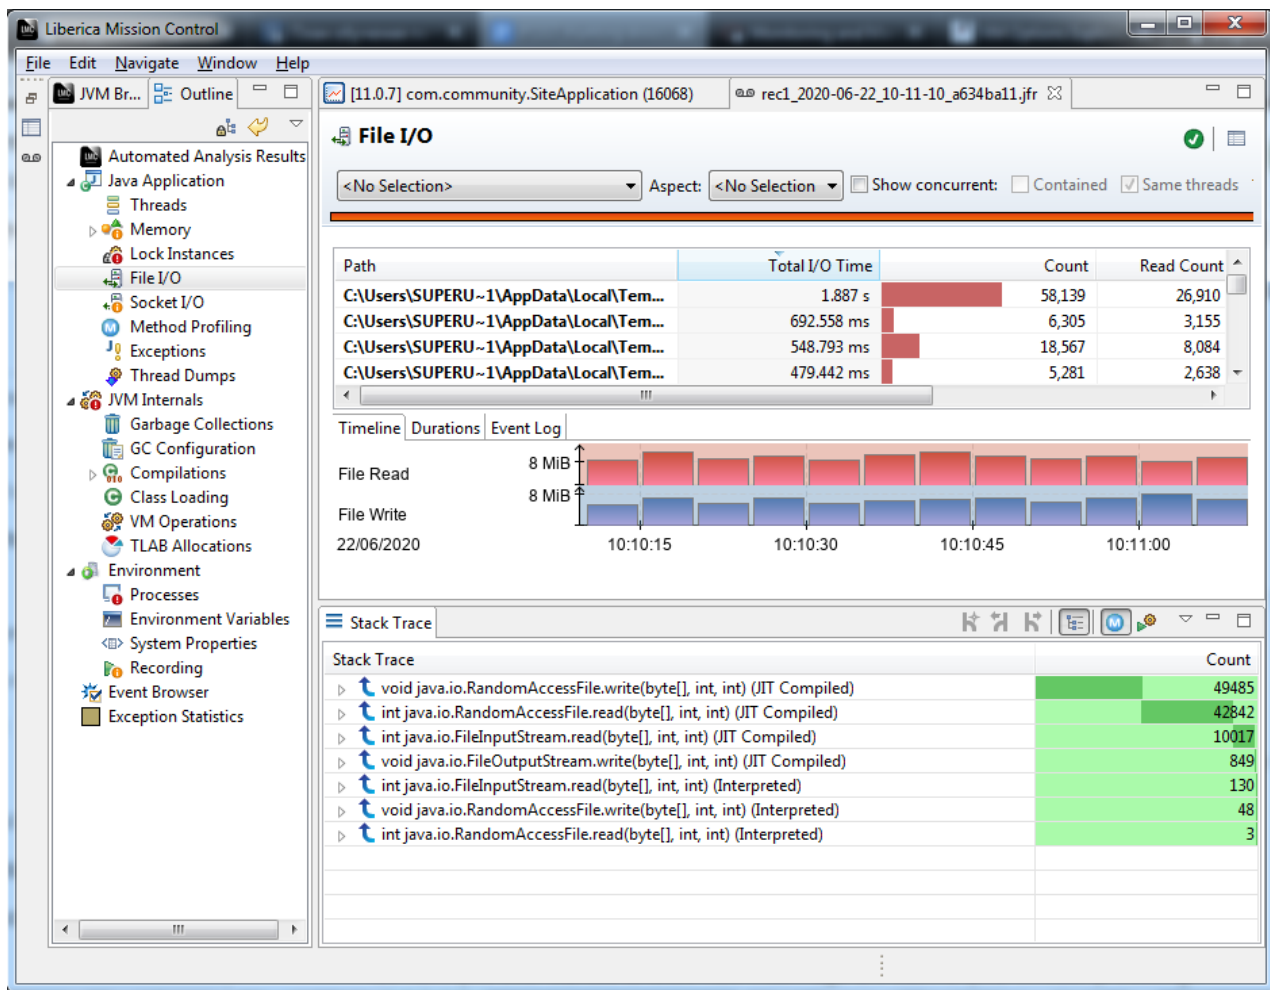 Liberica Mission Control
File Edit Navigate Window Help
JVM Br... Outline
[11.0.7] com.community.SiteApplication (16068) rec1_2020-06-22_10-11-10_a634ba11.jfr
Automated Analysis Results
Java Application
Threads
Memory
Lock Instances
File I/O
Socket I/O
Method Profiling
Exceptions
Thread Dumps
JVM Internals
Garbage Collections
GC Configuration
Compilations
Class Loading
VM Operations
TLAB Allocations
Environment
Processes
Environment Variables
System Properties
Recording
Event Browser
Exception Statistics
File I/O
<No Selection> Aspect: <No Selection Show concurrent: Contained Same threads
Path Total I/O Time Count Read Count
C:\Users\SUPERU~1\AppData\Local\Tem... 1.887 s 58,139 26,910
C:\Users\SUPERU~1\AppData\Local\Tem... 692.558 ms 6,305 3,155
C:\Users\SUPERU~1\AppData\Local\Tem... 548.793 ms 18,567 8,084
C:\Users\SUPERU~1\AppData\Local\Tem... 479.442 ms 5,281 2,638
Timeline Durations Event Log
File Read 8 MiB
File Write 8 MiB
22/06/2020 10:10:15 10:10:30 10:10:45 10:11:00
Stack Trace
Stack Trace Count
void java.io.RandomAccessFile.write(byte[], int, int) (JIT Compiled) 49485
int java.io.RandomAccessFile.read(byte[], int, int) (JIT Compiled) 42842
int java.io.FileInputStream.read(byte[], int, int) (JIT Compiled) 10017
void java.io.FileOutputStream.write(byte[], int, int) (JIT Compiled) 849
int java.io.FileInputStream.read(byte[], int, int) (Interpreted) 130
void java.io.RandomAccessFile.write(byte[], int, int) (Interpreted) 48
int java.io.RandomAccessFile.read(byte[], int, int) (Interpreted) 3